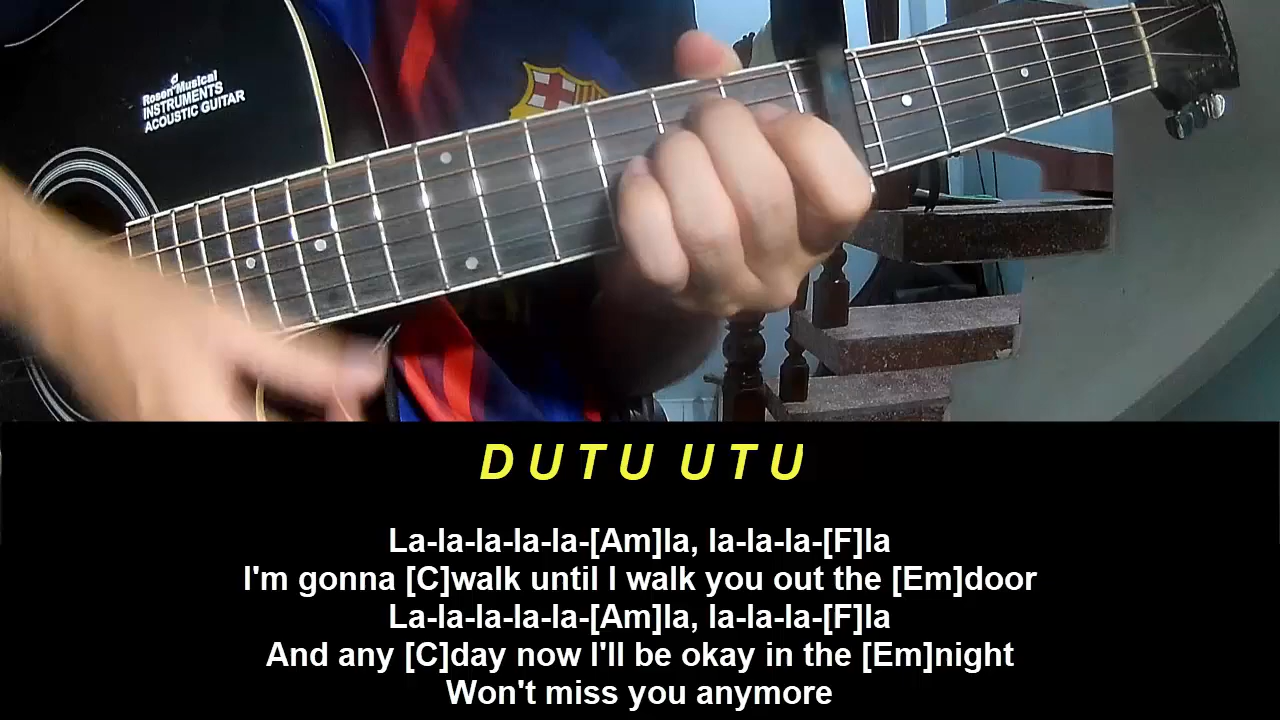 Rosen Musical
INSTRUMENTS
ACOUSTIC GUITAR
D U T U U T U
La-la-la-la-la-[Am]la, la-la-la-[F]la
I'm gonna [C]walk until I walk you out the [Em]door
La-la-la-la-la-[Am]la, la-la-la-[F]la
And any [C]day now I'll be okay in the [Em]night
Won't miss you anymore